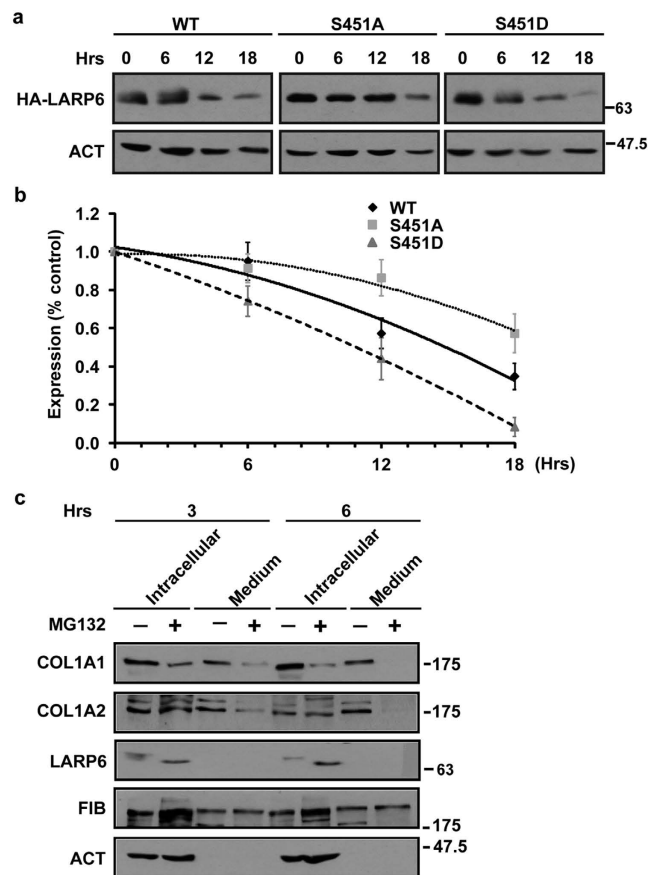 a
WT S451A S451D
Hrs 0 6 12 18 0 6 12 18 0 6 12 18
HA-LARP6
-63
ACT
-47.5
b
WT
S451A
S451D
Expression (% control)
1.2
1.0
0.8
0.6
0.4
0.2
0.0
0 6 12 18 (Hrs)
c
Hrs 3 6
Intracellular Medium Intracellular Medium
MG132 − + − + − + − +
COL1A1 -175
COL1A2 -175
LARP6
-63
FIB
-175
ACT
-47.5